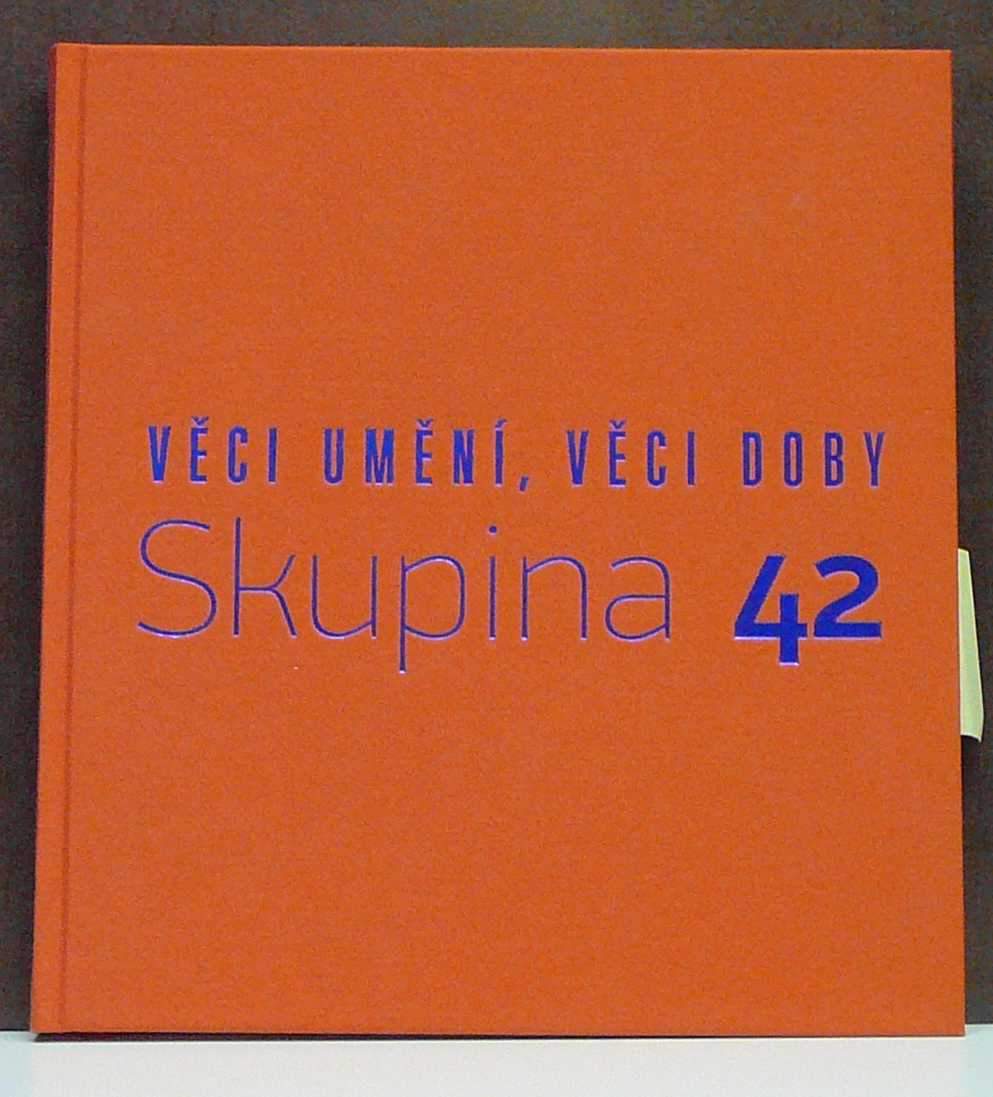 VĚCI UMĚNÍ, VĚCI DOBY
Skupina 42